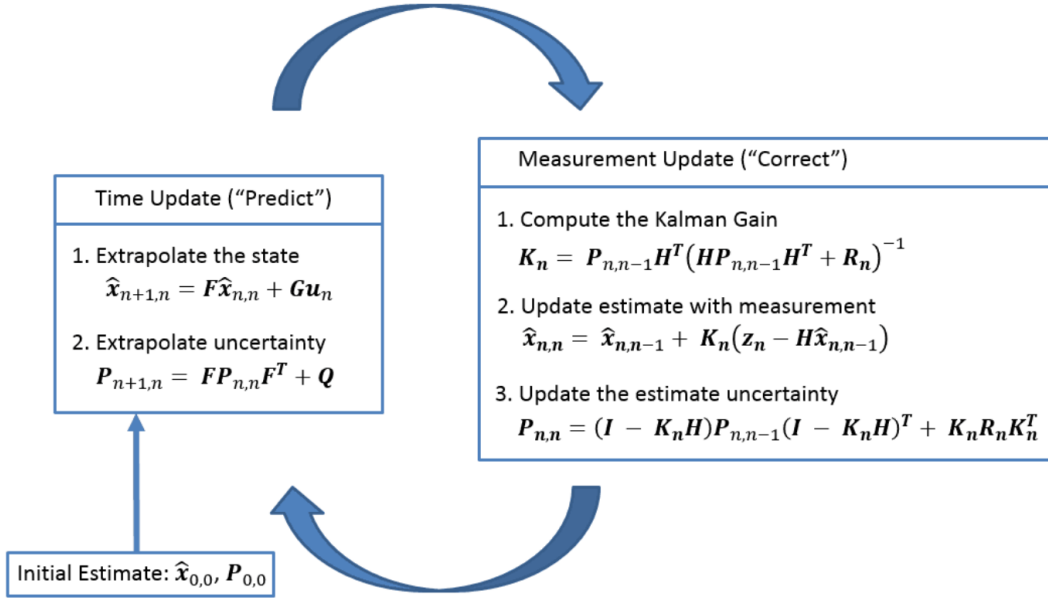 Time Update (“Predict”)
1. Extrapolate the state
x̂ₙ₊₁,ₙ = Fx̂ₙ,ₙ + Guₙ
2. Extrapolate uncertainty
Pₙ₊₁,ₙ = FPₙ,ₙFᵀ + Q
Initial Estimate: x̂₀,₀, P₀,₀
Measurement Update (“Correct”)
1. Compute the Kalman Gain
Kₙ = Pₙ,ₙ₋₁Hᵀ(HPₙ,ₙ₋₁Hᵀ + Rₙ)⁻¹
2. Update estimate with measurement
x̂ₙ,ₙ = x̂ₙ,ₙ₋₁ + Kₙ(zₙ − Hx̂ₙ,ₙ₋₁)
3. Update the estimate uncertainty
Pₙ,ₙ = (I − KₙH)Pₙ,ₙ₋₁(I − KₙH)ᵀ + KₙRₙKₙᵀ